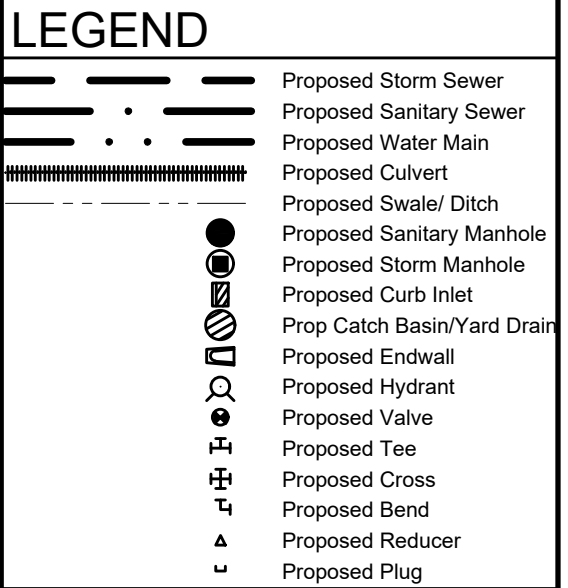 LEGEND
Proposed Storm Sewer
Proposed Sanitary Sewer
Proposed Water Main
Proposed Culvert
Proposed Swale/ Ditch
Proposed Sanitary Manhole
Proposed Storm Manhole
Proposed Curb Inlet
Prop Catch Basin/Yard Drain
Proposed Endwall
Proposed Hydrant
Proposed Valve
Proposed Tee
Proposed Cross
Proposed Bend
Proposed Reducer
Proposed Plug